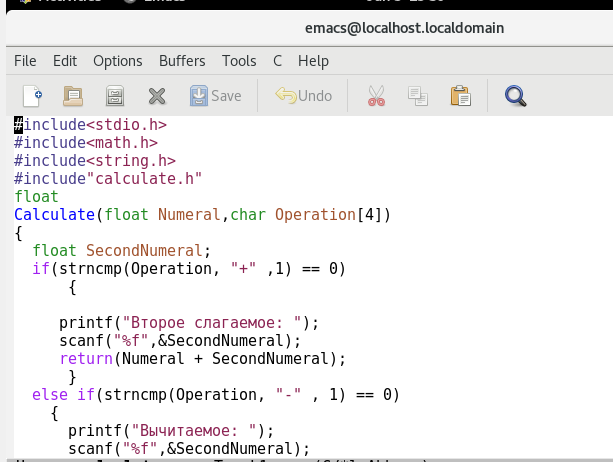 emacs@localhost.localdomain
File Edit Options Buffers Tools C Help
Save Undo
#include<stdio.h>
#include<math.h>
#include<string.h>
#include"calculate.h"
float
Calculate(float Numeral,char Operation[4])
{
float SecondNumeral;
if(strncmp(Operation, "+" ,1) == 0)
{
printf("Второе слагаемое: ");
scanf("%f",&SecondNumeral);
return(Numeral + SecondNumeral);
}
else if(strncmp(Operation, "-" , 1) == 0)
{
printf("Вычитаемое: ");
scanf("%f",&SecondNumeral);